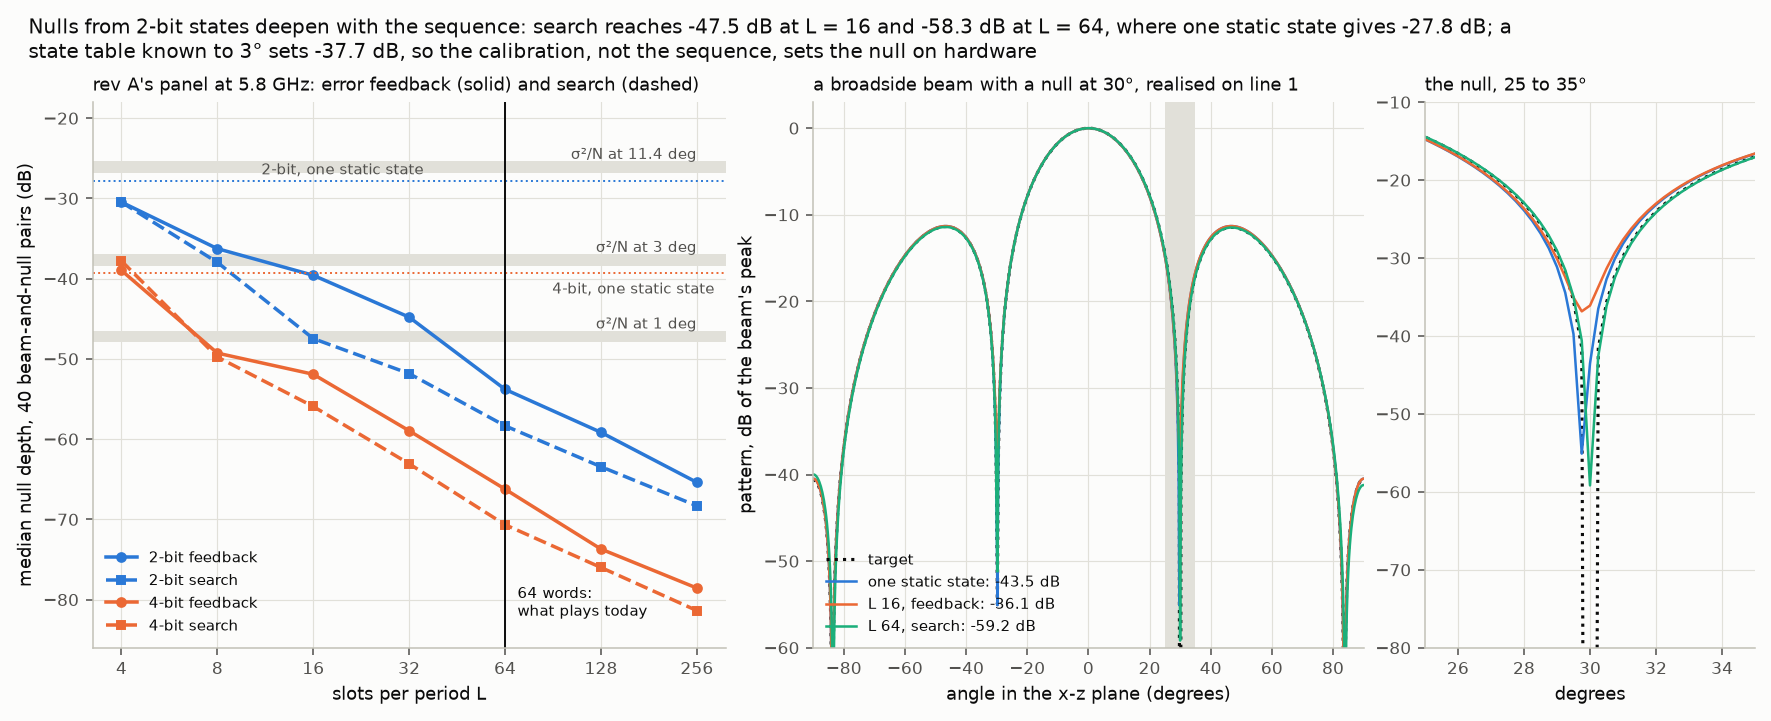 Nulls from 2-bit states deepen with the sequence: search reaches -47.5 dB at L = 16 and -58.3 dB at L = 64, where one static state gives -27.8 dB; a
state table known to 3° sets -37.7 dB, so the calibration, not the sequence, sets the null on hardware
rev A's panel at 5.8 GHz: error feedback (solid) and search (dashed)
median null depth, 40 beam-and-null pairs (dB)
−20
−30
−40
−50
−60
−70
−80
σ²/N at 11.4 deg
2-bit, one static state
σ²/N at 3 deg
4-bit, one static state
σ²/N at 1 deg
2-bit feedback
2-bit search
4-bit feedback
4-bit search
64 words:
what plays today
4 8 16 32 64 128 256
slots per period L
a broadside beam with a null at 30°, realised on line 1
pattern, dB of the beam's peak
0
−10
−20
−30
−40
−50
−60
target
one static state: -43.5 dB
L 16, feedback: -36.1 dB
L 64, search: -59.2 dB
−80 −60 −40 −20 0 20 40 60 80
angle in the x-z plane (degrees)
the null, 25 to 35°
−10
−20
−30
−40
−50
−60
−70
−80
26 28 30 32 34
degrees